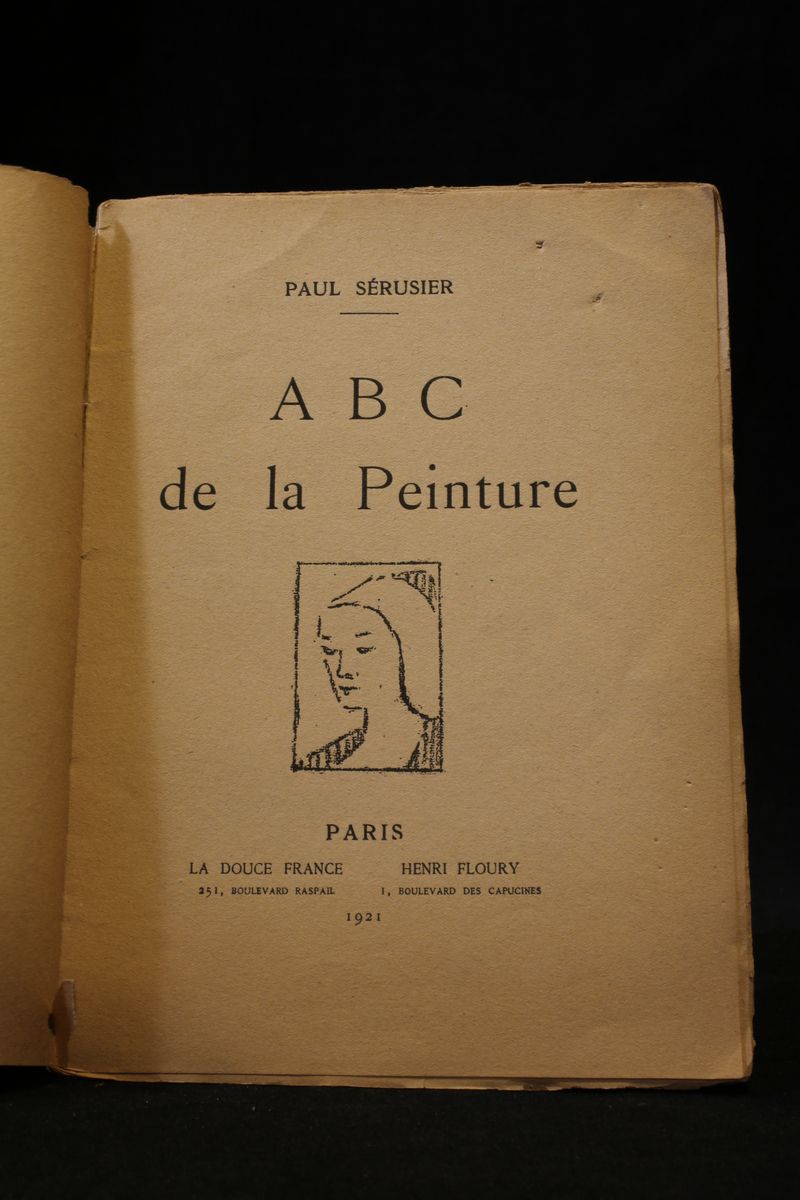 PAUL SÉRUSIER
A B C
de la Peinture
PARIS
LA DOUCE FRANCE HENRI FLOURY
251, BOULEVARD RASPAIL 1, BOULEVARD DES CAPUCINES
1921